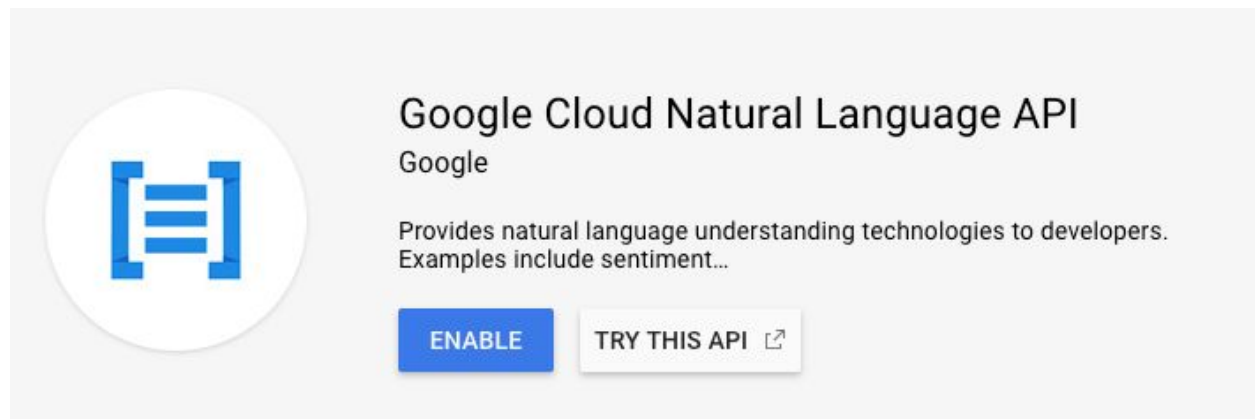 Google Cloud Natural Language API
Google
Provides natural language understanding technologies to developers.
Examples include sentiment...
ENABLE
TRY THIS API